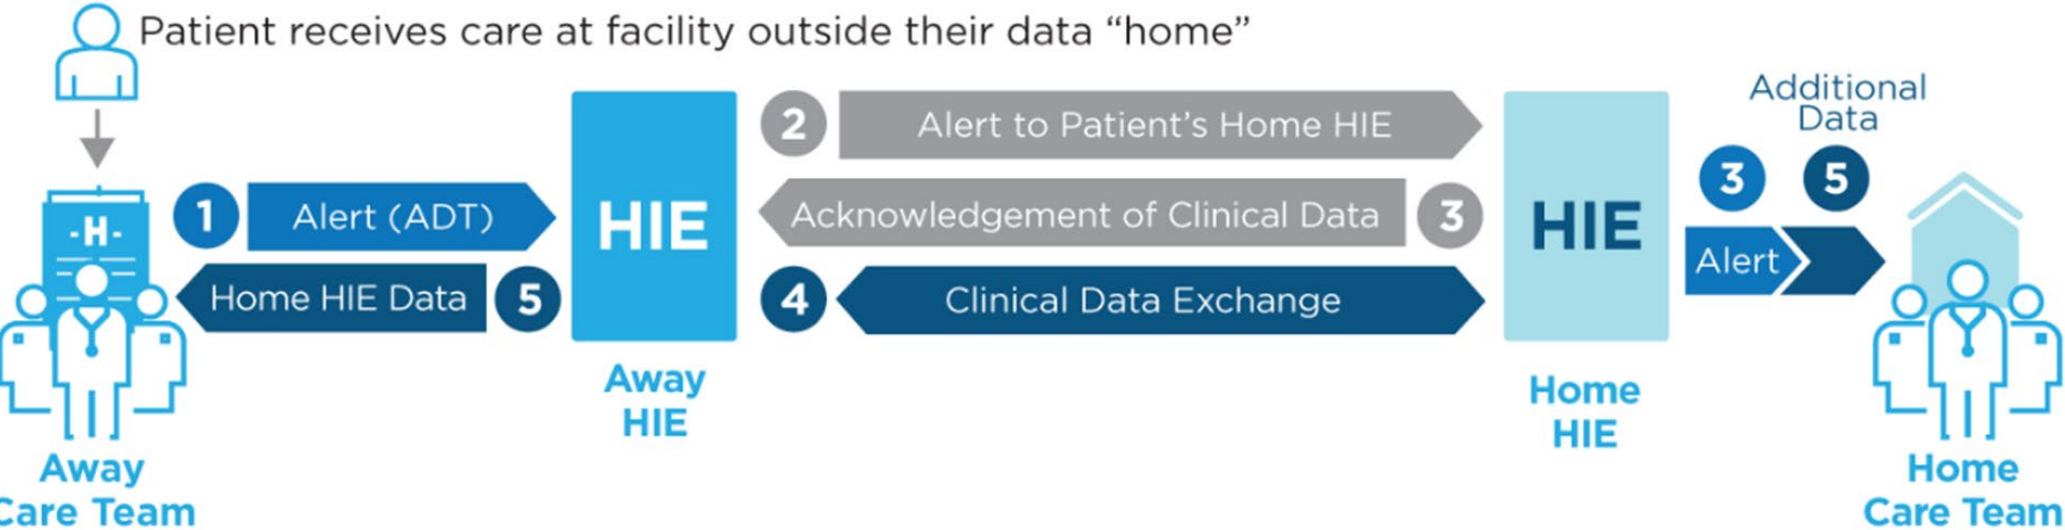 Patient receives care at facility outside their data “home”
-H-
1
Alert (ADT)
Home HIE Data
5
HIE
Away
HIE
2
Alert to Patient’s Home HIE
Acknowledgement of Clinical Data
3
4
Clinical Data Exchange
HIE
Home
HIE
Additional
Data
3
5
Alert
Away
Care Team
Home
Care Team